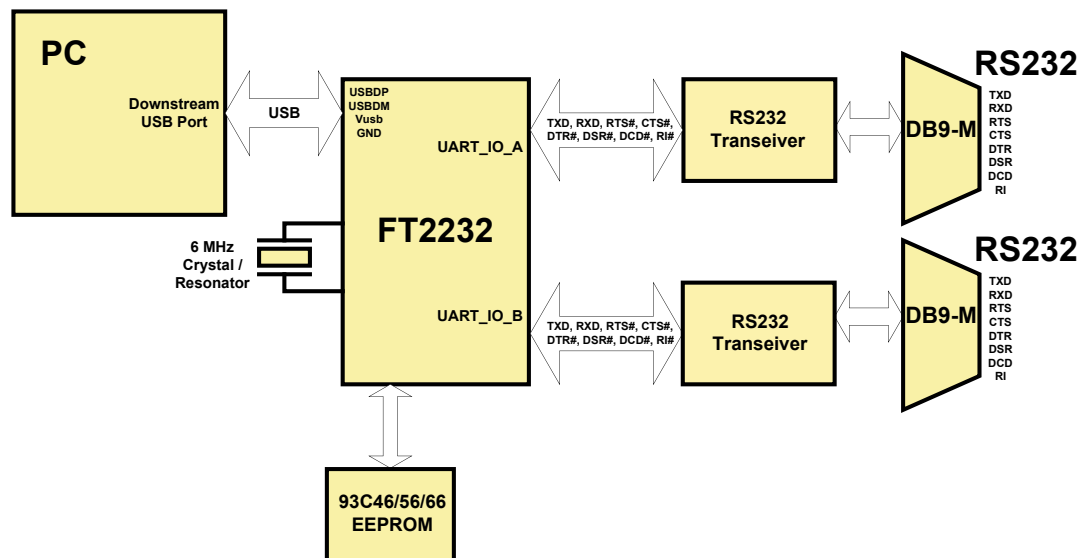 PC
Downstream
USB Port
USB
USBDP
USBDM
Vusb
GND
UART_IO_A
FT2232
UART_IO_B
6 MHz
Crystal /
Resonator
93C46/56/66
EEPROM
TXD, RXD, RTS#, CTS#,
DTR#, DSR#, DCD#, RI#
RS232
Transeiver
DB9-M
RS232
TXD
RXD
RTS
CTS
DTR
DSR
DCD
RI
TXD, RXD, RTS#, CTS#,
DTR#, DSR#, DCD#, RI#
RS232
Transeiver
DB9-M
RS232
TXD
RXD
RTS
CTS
DTR
DSR
DCD
RI